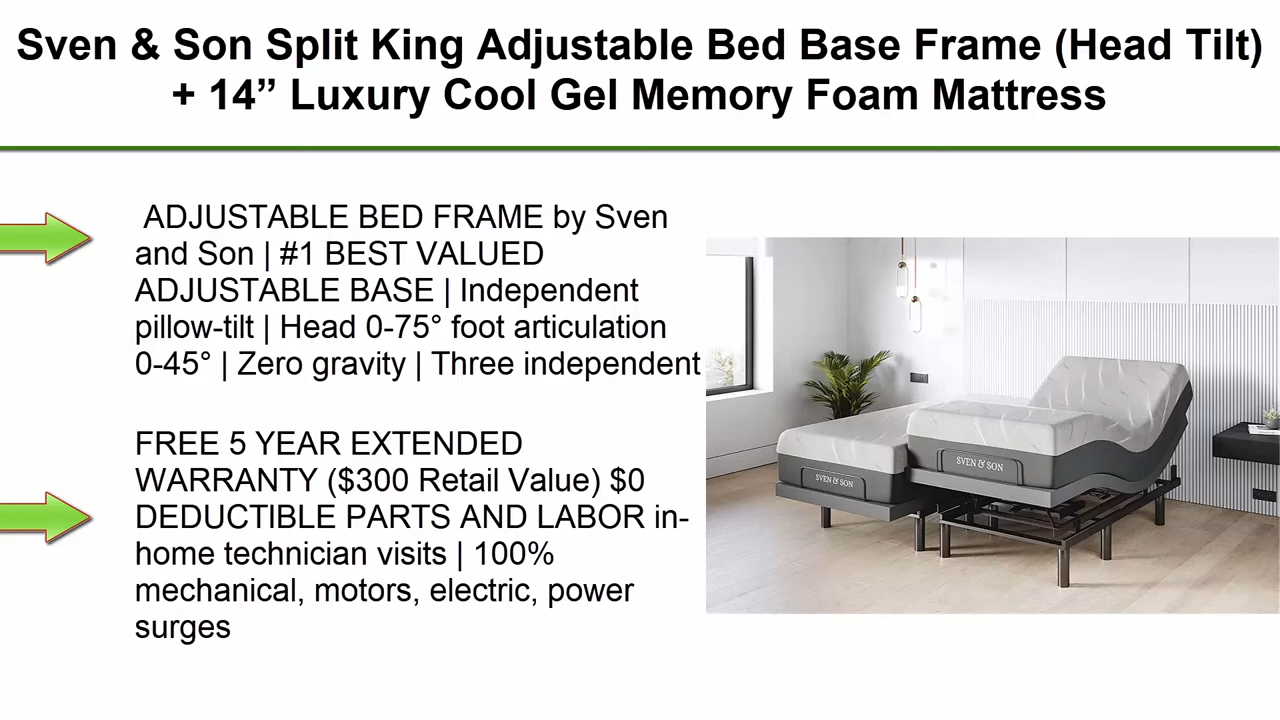 Sven & Son Split King Adjustable Bed Base Frame (Head Tilt)
+ 14” Luxury Cool Gel Memory Foam Mattress
ADJUSTABLE BED FRAME by Sven
and Son | #1 BEST VALUED
ADJUSTABLE BASE | Independent
pillow-tilt | Head 0-75° foot articulation
0-45° | Zero gravity | Three independent
FREE 5 YEAR EXTENDED
WARRANTY ($300 Retail Value) $0
DEDUCTIBLE PARTS AND LABOR in-
home technician visits | 100%
mechanical, motors, electric, power
surges
SVEN & SON
SVEN & SON